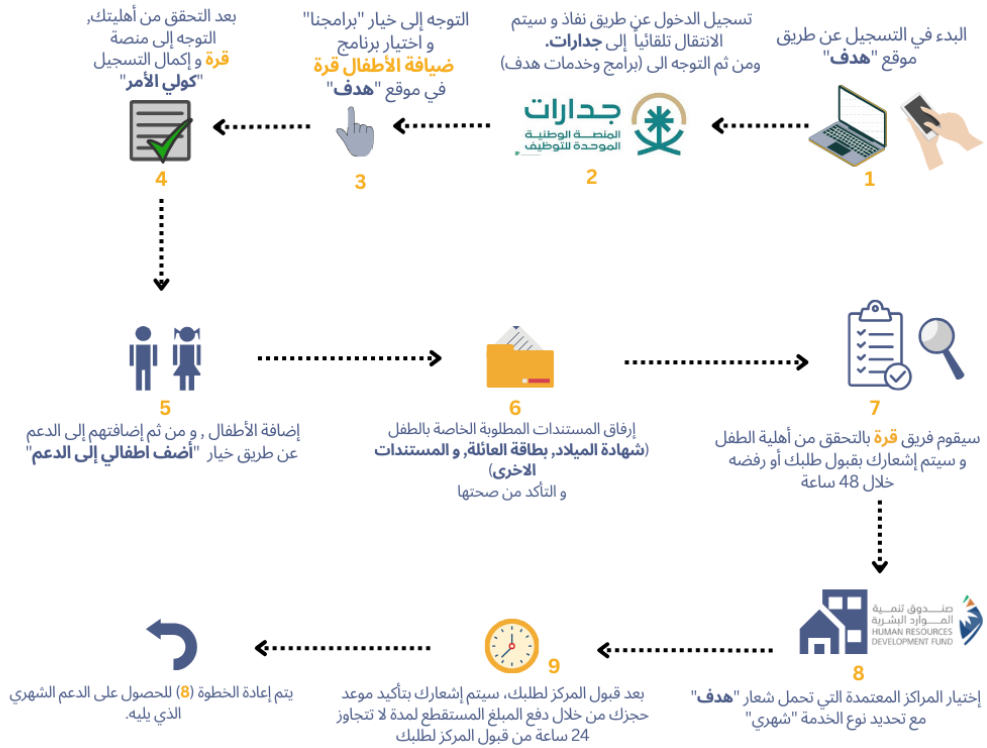 البدء في التسجيل عن طريق
موقع "هدف"
1
تسجيل الدخول عن طريق نفاذ و سيتم
الانتقال تلقائياً إلى جدارات.
ومن ثم التوجه الى (برامج وخدمات هدف)
جدارات
المنصة الوطنية
الموحدة للتوظيف
2
التوجه إلى خيار "برامجنا"
و اختيار برنامج
ضيافة الأطفال قرة
في موقع "هدف"
3
بعد التحقق من أهليتك,
التوجه إلى منصة
قرة و إكمال التسجيل
"كولي الأمر"
4
5
إضافة الأطفال , و من ثم إضافتهم إلى الدعم
عن طريق خيار "أضف اطفالي إلى الدعم"
6
إرفاق المستندات المطلوبة الخاصة بالطفل
(شهادة الميلاد, بطاقة العائلة, و المستندات
الاخرى)
و التأكد من صحتها
7
سيقوم فريق قرة بالتحقق من أهلية الطفل
و سيتم إشعارك بقبول طلبك أو رفضه
خلال 48 ساعة
صندوق تنمية
الموارد البشرية
HUMAN RESOURCES
DEVELOPMENT FUND
8
إختيار المراكز المعتمدة التي تحمل شعار "هدف"
مع تحديد نوع الخدمة "شهري"
9
بعد قبول المركز لطلبك، سيتم إشعارك بتأكيد موعد
حجزك من خلال دفع المبلغ المستقطع لمدة لا تتجاوز
24 ساعة من قبول المركز لطلبك
يتم إعادة الخطوة (8) للحصول على الدعم الشهري
الذي يليه.